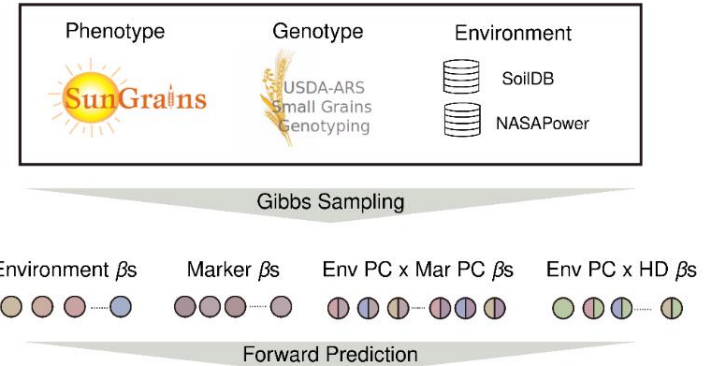 Phenotype Genotype Environment
SunGrains
USDA-ARS
Small Grains
Genotyping
SoilDB
NASAPower
Gibbs Sampling
Environment βs Marker βs Env PC x Mar PC βs Env PC x HD βs
Forward Prediction